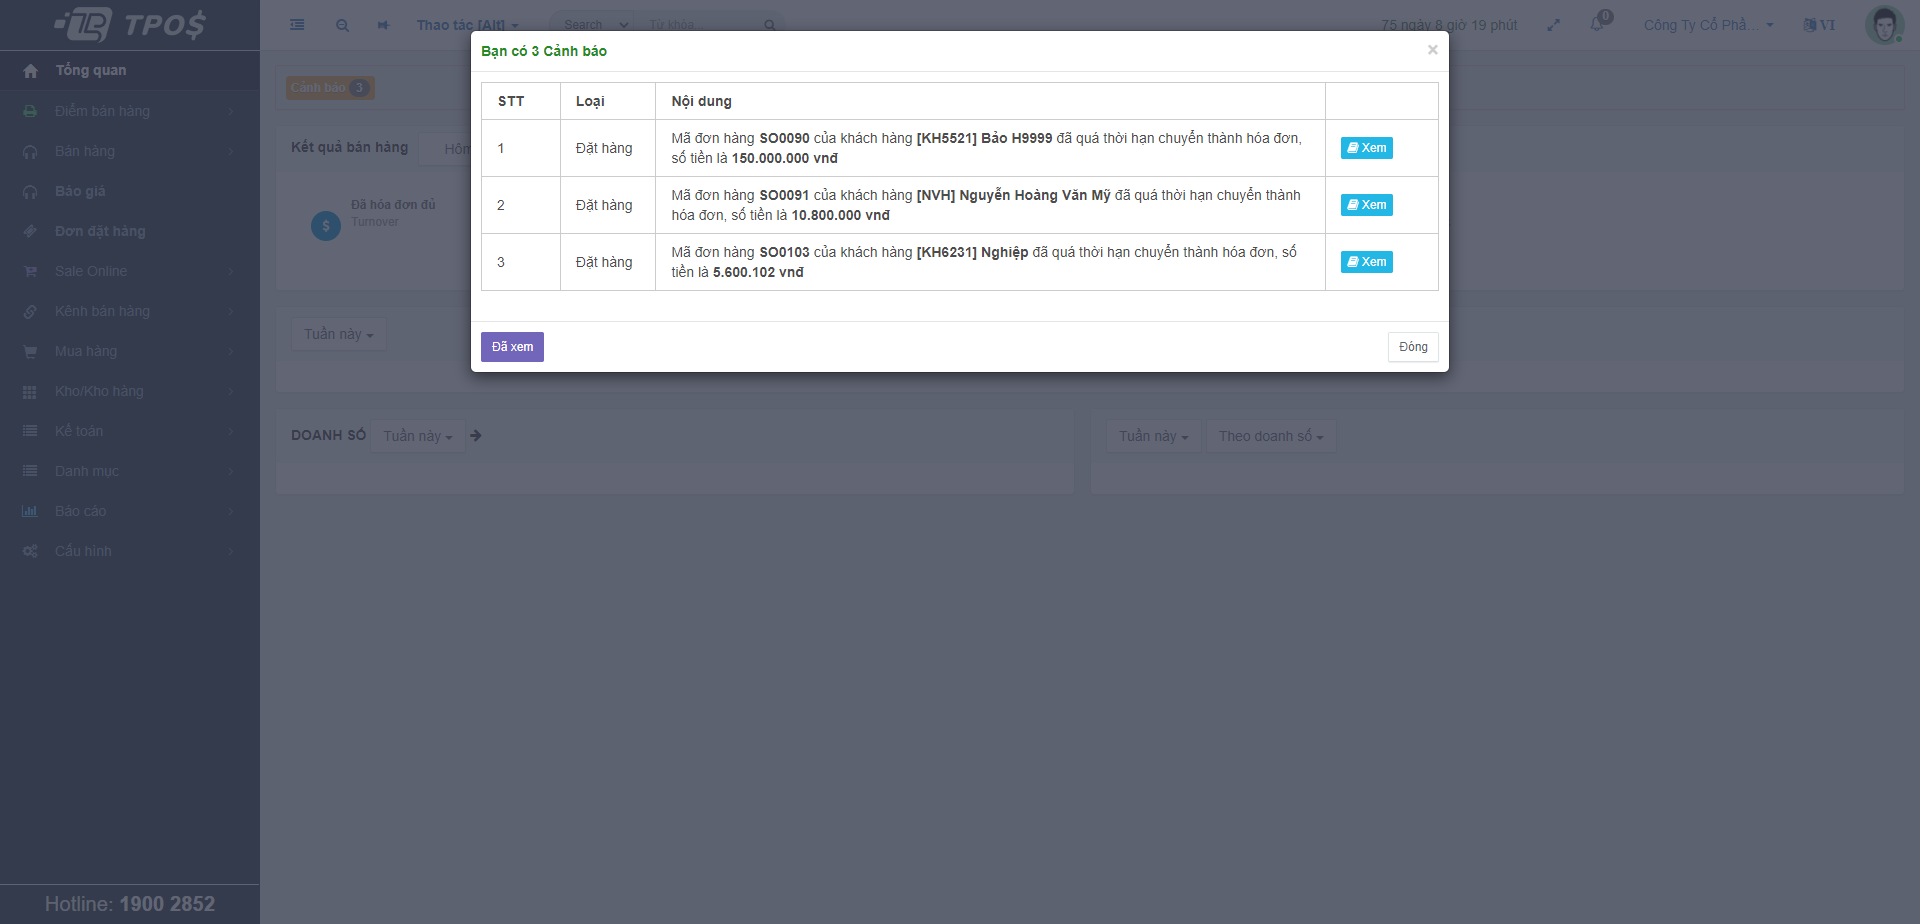 TPO$
Thao tác [Alt]
Search
Từ khóa
75 ngày 8 giờ 19 phút
0
Công Ty Cổ Phầ...
VI
Tổng quan
Điểm bán hàng
Bán hàng
Báo giá
Đơn đặt hàng
Sale Online
Kênh bán hàng
Mua hàng
Kho/Kho hàng
Kế toán
Danh mục
Báo cáo
Cấu hình
Hotline: 1900 2852
Cảnh báo 3
Kết quả bán hàng
Hôm
Đã hóa đơn đủ
Turnover
Tuần này
DOANH SỐ
Tuần này
Tuần này
Theo doanh số
Bạn có 3 Cảnh báo
×
STT Loại Nội dung
1 Đặt hàng Mã đơn hàng SO0090 của khách hàng [KH5521] Bảo H9999 đã quá thời hạn chuyển thành hóa đơn,
số tiền là 150.000.000 vnđ
Xem
2 Đặt hàng Mã đơn hàng SO0091 của khách hàng [NVH] Nguyễn Hoàng Văn Mỹ đã quá thời hạn chuyển thành
hóa đơn, số tiền là 10.800.000 vnđ
Xem
3 Đặt hàng Mã đơn hàng SO0103 của khách hàng [KH6231] Nghiệp đã quá thời hạn chuyển thành hóa đơn, số
tiền là 5.600.102 vnđ
Xem
Đã xem
Đóng